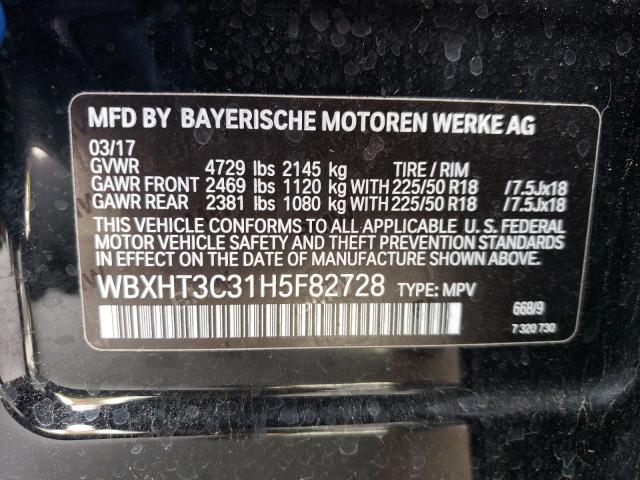 MFD BY BAYERISCHE MOTOREN WERKE AG
03/17
GVWR 4729 lbs 2145 kg TIRE / RIM
GAWR FRONT 2469 lbs 1120 kg WITH 225/50 R18 /7.5Jx18
GAWR REAR 2381 lbs 1080 kg WITH 225/50 R18 /7.5Jx18
THIS VEHICLE CONFORMS TO ALL APPLICABLE U. S. FEDERAL
MOTOR VEHICLE SAFETY AND THEFT PREVENTION STANDARDS
IN EFFECT ON THE DATE OF MANUFACTURE SHOWN ABOVE.
WBXHT3C31H5F82728 TYPE: MPV
668/9
7 320 730